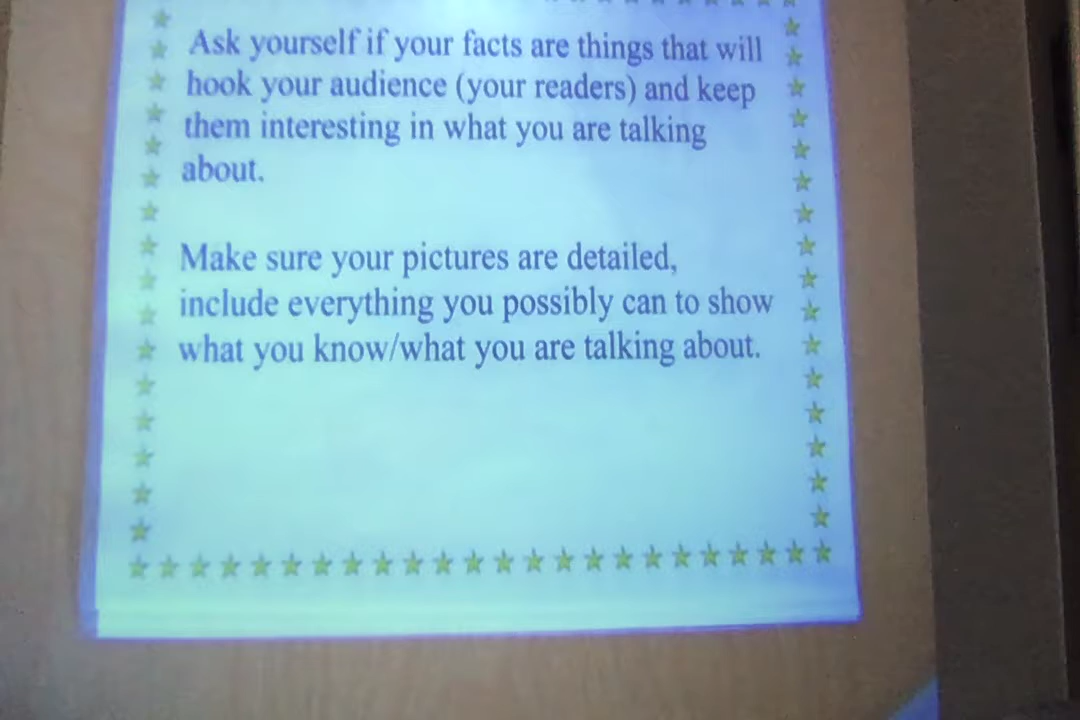 Ask yourself if your facts are things that will
hook your audience (your readers) and keep
them interesting in what you are talking
about.
Make sure your pictures are detailed,
include everything you possibly can to show
what you know/what you are talking about.